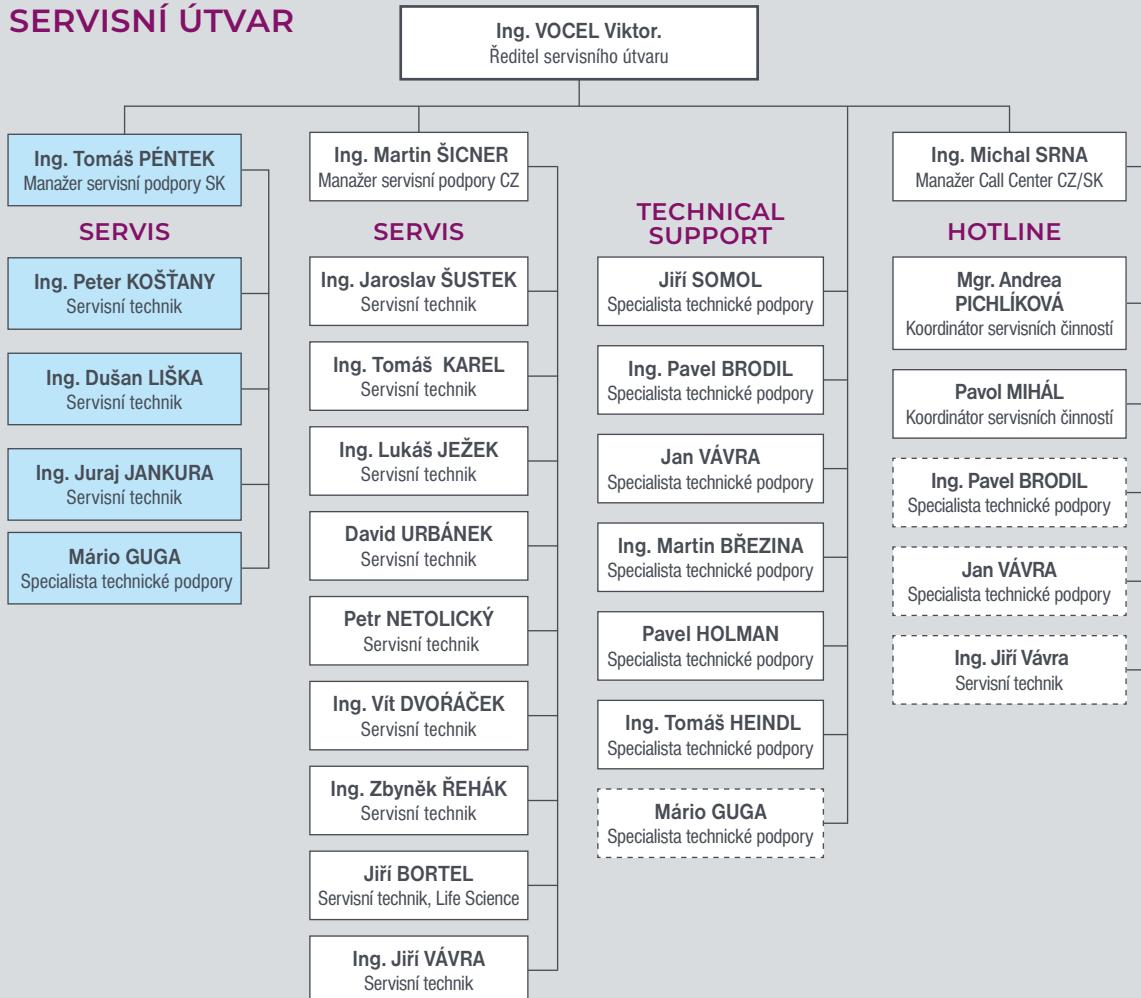 SERVISNÍ ÚTVAR
Ing. VOCEL Viktor.
Ředitel servisního útvaru
Ing. Tomáš PÉNTEK
Manažer servisní podpory SK
SERVIS
Ing. Peter KOŠŤANY
Servisní technik
Ing. Dušan LIŠKA
Servisní technik
Ing. Juraj JANKURA
Servisní technik
Mário GUGA
Specialista technické podpory
Ing. Martin ŠICNER
Manažer servisní podpory CZ
SERVIS
Ing. Jaroslav ŠUSTEK
Servisní technik
Ing. Tomáš KAREL
Servisní technik
Ing. Lukáš JEŽEK
Servisní technik
David URBÁNEK
Servisní technik
Petr NETOLICKÝ
Servisní technik
Ing. Vít DVOŘÁČEK
Servisní technik
Ing. Zbyněk ŘEHÁK
Servisní technik
Jiří BORTEL
Servisní technik, Life Science
Ing. Jiří VÁVRA
Servisní technik
TECHNICAL
SUPPORT
Jiří SOMOL
Specialista technické podpory
Ing. Pavel BRODIL
Specialista technické podpory
Jan VÁVRA
Specialista technické podpory
Ing. Martin BŘEZINA
Specialista technické podpory
Pavel HOLMAN
Specialista technické podpory
Ing. Tomáš HEINDL
Specialista technické podpory
Mário GUGA
Specialista technické podpory
Ing. Michal SRNA
Manažer Call Center CZ/SK
HOTLINE
Mgr. Andrea
PICHLÍKOVÁ
Koordinátor servisních činností
Pavol MIHÁL
Koordinátor servisních činností
Ing. Pavel BRODIL
Specialista technické podpory
Jan VÁVRA
Specialista technické podpory
Ing. Jiří Vávra
Servisní technik